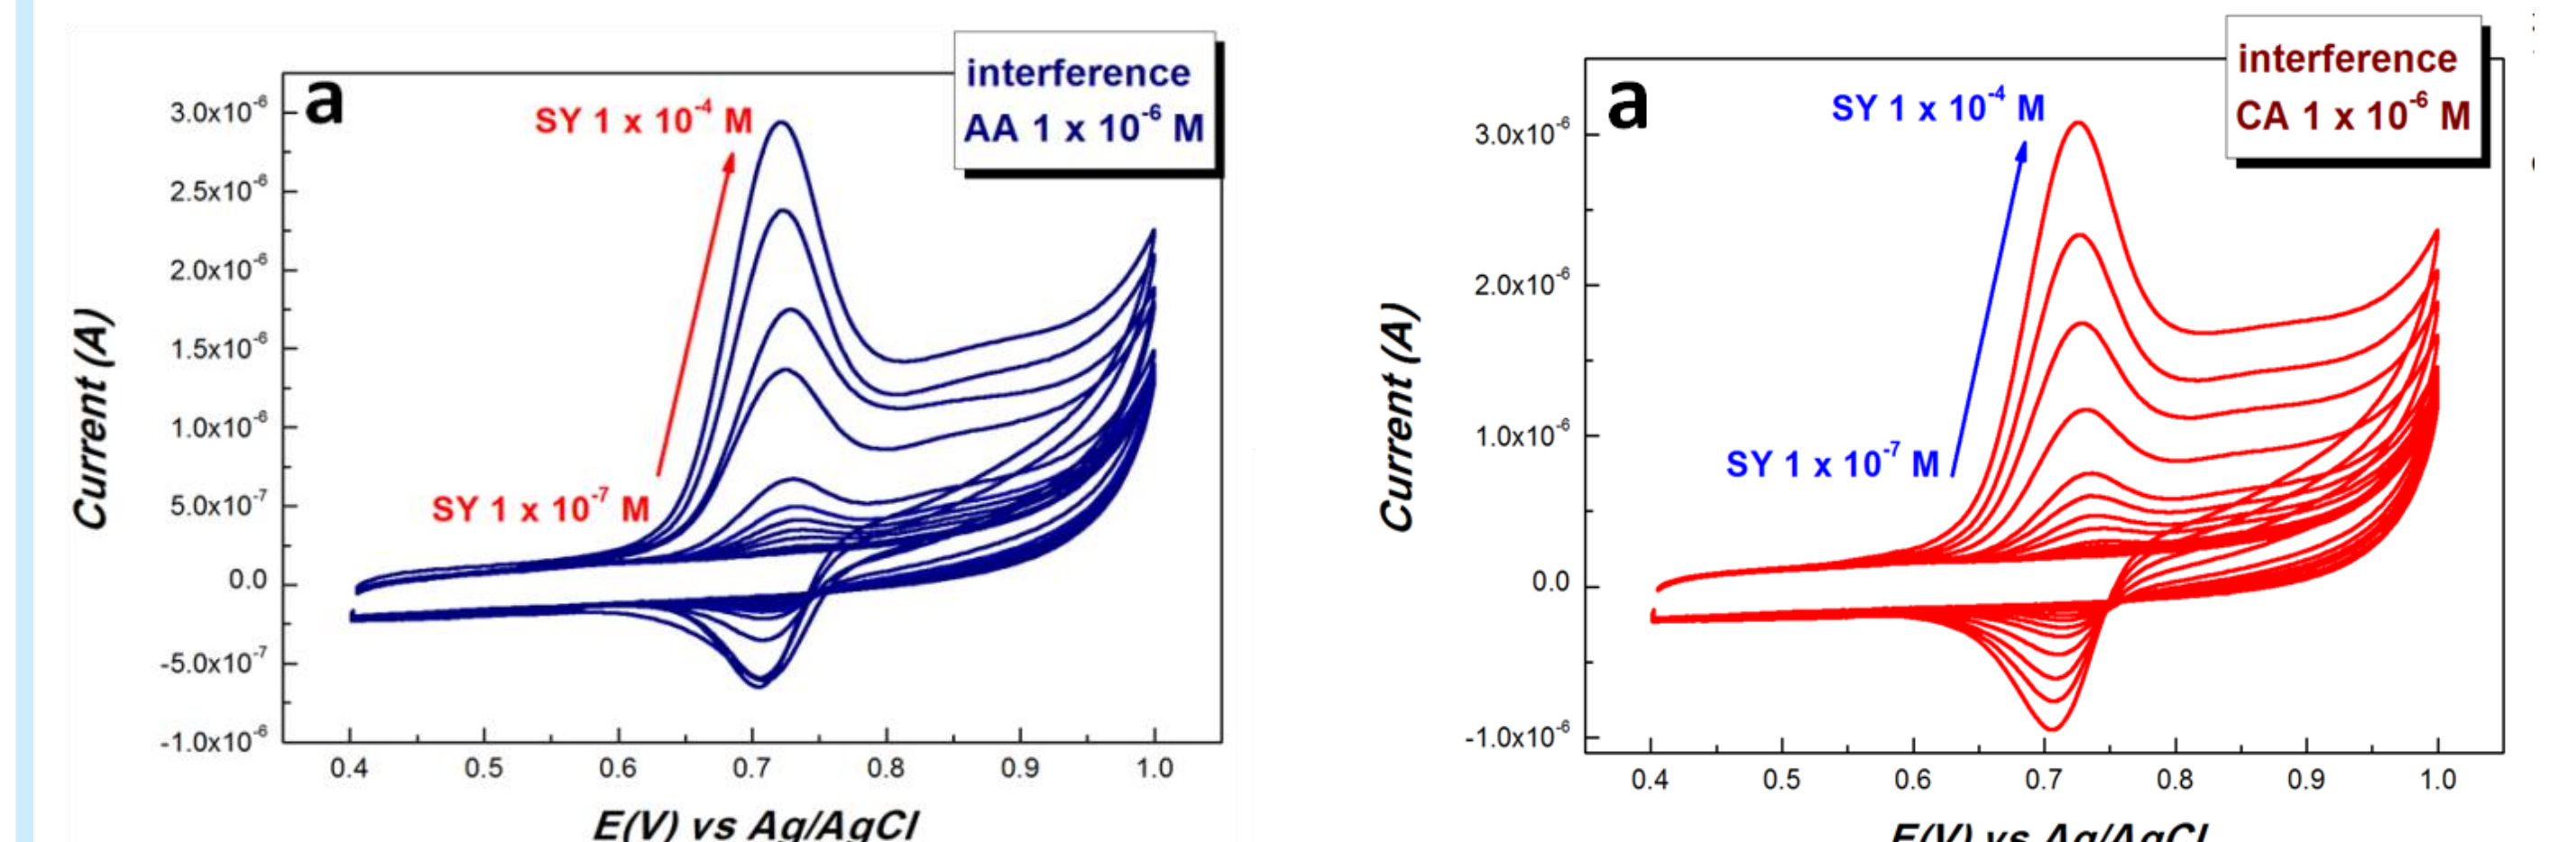 a
interference
AA 1 x 10⁻⁶ M
SY 1 x 10⁻⁴ M
SY 1 x 10⁻⁷ M
Current (A)
3.0x10⁻⁶
2.5x10⁻⁶
2.0x10⁻⁶
1.5x10⁻⁶
1.0x10⁻⁶
5.0x10⁻⁷
0.0
-5.0x10⁻⁷
-1.0x10⁻⁶
0.4 0.5 0.6 0.7 0.8 0.9 1.0
E(V) vs Ag/AgCl
a
interference
CA 1 x 10⁻⁶ M
SY 1 x 10⁻⁴ M
SY 1 x 10⁻⁷ M
Current (A)
3.0x10⁻⁶
2.0x10⁻⁶
1.0x10⁻⁶
0.0
-1.0x10⁻⁶
0.4 0.5 0.6 0.7 0.8 0.9 1.0
E(V) vs Ag/AgCl